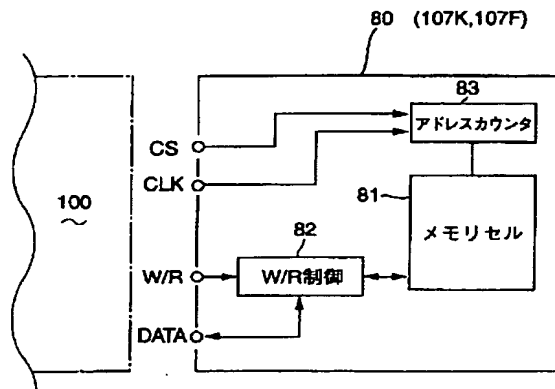 80 (107K,107F)
83
アドレスカウンタ
CS
CLK
81
メモリセル
100
82
W/R
W/R制御
DATA